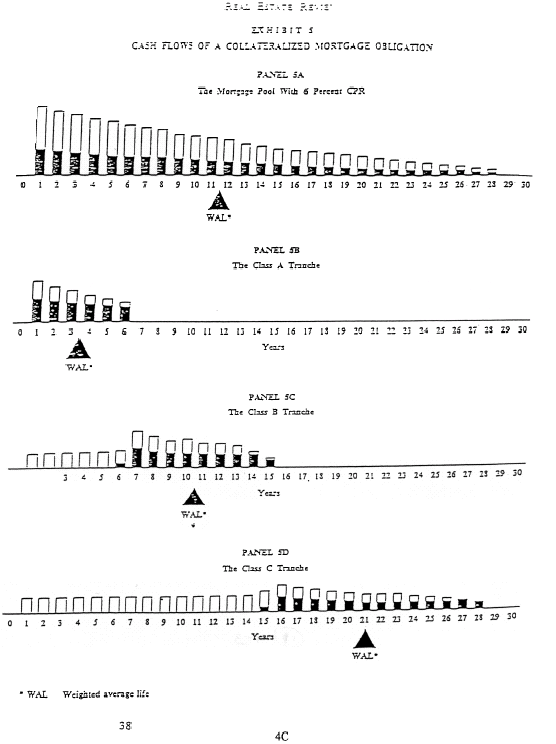 REAL ESTATE REVIEW
EXHIBIT 5
CASH FLOWS OF A COLLATERALIZED MORTGAGE OBLIGATION
PANEL 5A
The Mortgage Pool With 6 Percent CPR
0 1 2 3 4 5 6 7 8 9 10 11 12 13 14 15 16 17 18 19 20 21 22 23 24 25 26 27 28 29 30
WAL*
PANEL 5B
The Class A Tranche
0 1 2 3 4 5 6 7 8 9 10 11 12 13 14 15 16 17 18 19 20 21 22 23 24 25 26 27 28 29 30
Years
WAL*
PANEL 5C
The Class B Tranche
3 4 5 6 7 8 9 10 11 12 13 14 15 16 17 18 19 20 21 22 23 24 25 26 27 28 29 30
Years
WAL*
PANEL 5D
The Class C Tranche
0 1 2 3 4 5 6 7 8 9 10 11 12 13 14 15 16 17 18 19 20 21 22 23 24 25 26 27 28 29 30
Years
WAL*
* WAL Weighted average life
38
4C